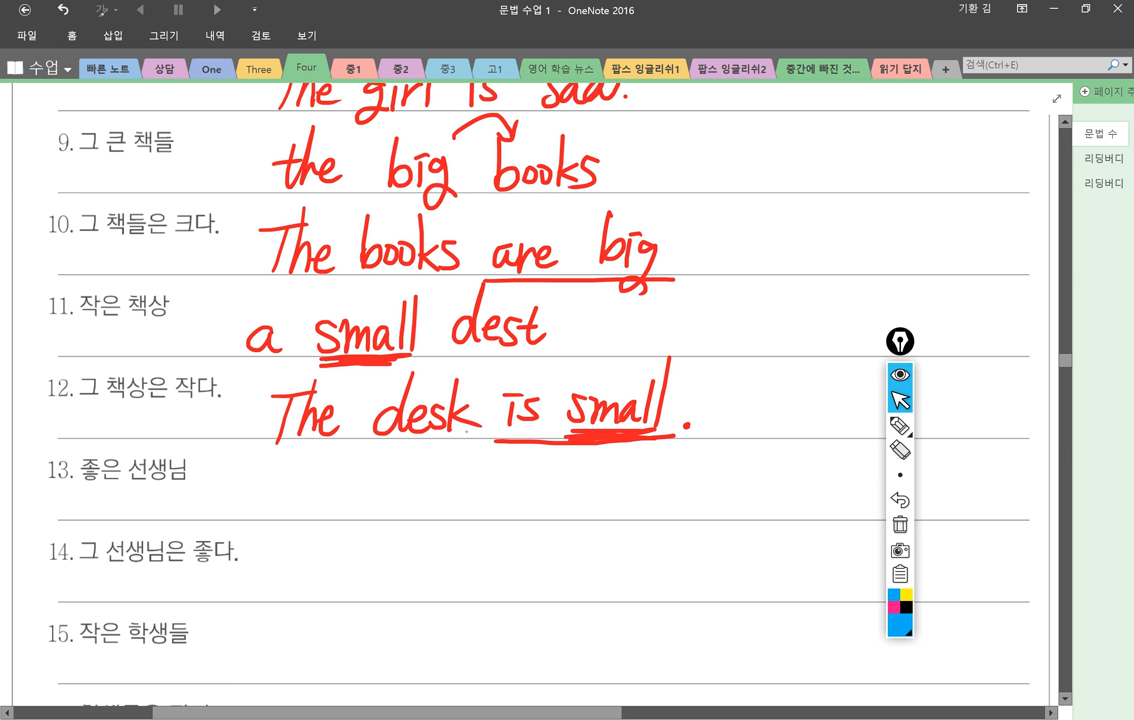 문법 수업 1 - OneNote 2016
기환 김
파일 홈 삽입 그리기 내역 검토 보기
수업 빠른 노트 상담 One Three Four 중1 중2 중3 고1 영어 학습 뉴스 팝스 잉글리쉬1 팝스 잉글리쉬2 중간에 빠진 것... 읽기 답지 + 검색(Ctrl+E)
페이지 추
문법 수
리딩버디
리딩버디
The girl is sad.
9. 그 큰 책들 the big books
10. 그 책들은 크다. The books are big
11. 작은 책상 a small dest
12. 그 책상은 작다. The desk is small.
13. 좋은 선생님
14. 그 선생님은 좋다.
15. 작은 학생들